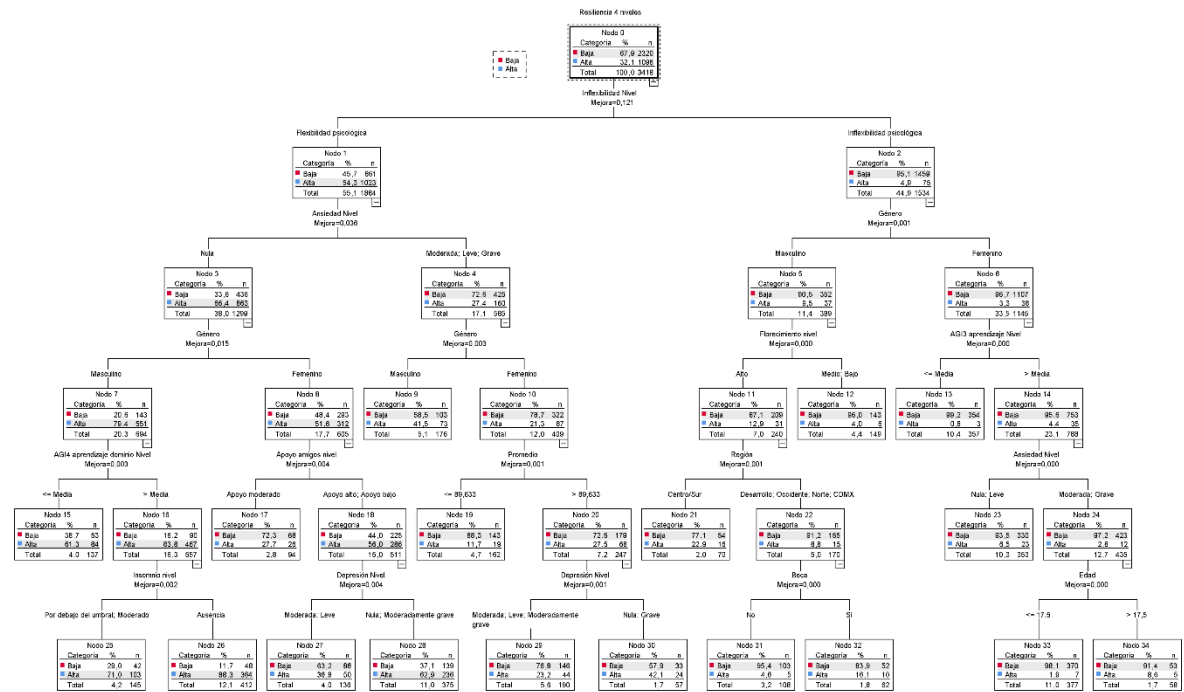 Resiliencia 4 niveles
Baja
Alta
Nodo 0
Categoría % n
Baja 67,9 2320
Alta 32,1 1098
Total 100,0 3418
Inflexibilidad Nivel
Mejora=0,121
Flexibilidad psicológica
Inflexibilidad psicológica
Nodo 1
Categoría % n
Baja 45,7 861
Alta 54,3 1023
Total 55,1 1884
Ansiedad Nivel
Mejora=0,036
Nodo 2
Categoría % n
Baja 95,1 1459
Alta 4,9 75
Total 44,9 1534
Género
Mejora=0,001
Nula
Moderada; Leve; Grave
Masculino
Femenino
Nodo 3
Categoría % n
Baja 33,6 436
Alta 66,4 863
Total 38,0 1299
Género
Mejora=0,015
Nodo 4
Categoría % n
Baja 72,6 425
Alta 27,4 160
Total 17,1 585
Género
Mejora=0,003
Nodo 5
Categoría % n
Baja 90,5 352
Alta 9,5 37
Total 11,4 389
Florecimiento nivel
Mejora=0,000
Nodo 6
Categoría % n
Baja 96,7 1107
Alta 3,3 38
Total 33,5 1145
AGI3 aprendizaje Nivel
Mejora=0,000
Masculino
Femenino
Masculino
Femenino
Alto
Medio; Bajo
<= Media
> Media
Nodo 7
Categoría % n
Baja 20,6 143
Alta 79,4 551
Total 20,3 694
AGI4 aprendizaje dominio Nivel
Mejora=0,003
Nodo 8
Categoría % n
Baja 48,4 293
Alta 51,6 312
Total 17,7 605
Apoyo amigos nivel
Mejora=0,004
Nodo 9
Categoría % n
Baja 58,5 103
Alta 41,5 73
Total 5,1 176
Nodo 10
Categoría % n
Baja 78,7 322
Alta 21,3 87
Total 12,0 409
Promedio
Mejora=0,001
Nodo 11
Categoría % n
Baja 87,1 209
Alta 12,9 31
Total 7,0 240
Región
Mejora=0,001
Nodo 12
Categoría % n
Baja 96,0 143
Alta 4,0 6
Total 4,4 149
Nodo 13
Categoría % n
Baja 99,2 354
Alta 0,8 3
Total 10,4 357
Nodo 14
Categoría % n
Baja 95,6 753
Alta 4,4 35
Total 23,1 788
Ansiedad Nivel
Mejora=0,000
<= Media
> Media
Apoyo moderado
Apoyo alto; Apoyo bajo
<= 89,633
> 89,633
Centro/Sur
Desarrollo; Occidente; Norte; CDMX
Nula; Leve
Moderada; Grave
Nodo 15
Categoría % n
Baja 38,7 53
Alta 61,3 84
Total 4,0 137
Nodo 16
Categoría % n
Baja 16,2 90
Alta 83,8 467
Total 16,3 557
Insomnia nivel
Mejora=0,002
Nodo 17
Categoría % n
Baja 72,3 68
Alta 27,7 26
Total 2,8 94
Nodo 18
Categoría % n
Baja 44,0 225
Alta 56,0 286
Total 15,0 511
Depresión Nivel
Mejora=0,004
Nodo 19
Categoría % n
Baja 88,3 143
Alta 11,7 19
Total 4,7 162
Nodo 20
Categoría % n
Baja 72,5 179
Alta 27,5 68
Total 7,2 247
Depresión Nivel
Mejora=0,001
Nodo 21
Categoría % n
Baja 77,1 54
Alta 22,9 16
Total 2,0 70
Nodo 22
Categoría % n
Baja 91,2 155
Alta 8,8 15
Total 5,0 170
Beca
Mejora=0,000
Nodo 23
Categoría % n
Baja 93,5 330
Alta 6,5 23
Total 10,3 353
Nodo 24
Categoría % n
Baja 97,2 423
Alta 2,8 12
Total 12,7 435
Edad
Mejora=0,000
Por debajo del umbral; Moderado
Ausencia
Moderada; Leve
Nula; Moderadamente grave
Moderada; Leve; Moderadamente
grave
Nula; Grave
No
Sí
<= 17,5
> 17,5
Nodo 25
Categoría % n
Baja 29,0 42
Alta 71,0 103
Total 4,2 145
Nodo 26
Categoría % n
Baja 11,7 48
Alta 88,3 364
Total 12,1 412
Nodo 27
Categoría % n
Baja 63,2 86
Alta 36,8 50
Total 4,0 136
Nodo 28
Categoría % n
Baja 37,1 139
Alta 62,9 236
Total 11,0 375
Nodo 29
Categoría % n
Baja 76,8 146
Alta 23,2 44
Total 5,6 190
Nodo 30
Categoría % n
Baja 57,9 33
Alta 42,1 24
Total 1,7 57
Nodo 31
Categoría % n
Baja 95,4 103
Alta 4,6 5
Total 3,2 108
Nodo 32
Categoría % n
Baja 83,9 52
Alta 16,1 10
Total 1,8 62
Nodo 33
Categoría % n
Baja 98,1 370
Alta 1,9 7
Total 11,0 377
Nodo 34
Categoría % n
Baja 91,4 53
Alta 8,6 5
Total 1,7 58